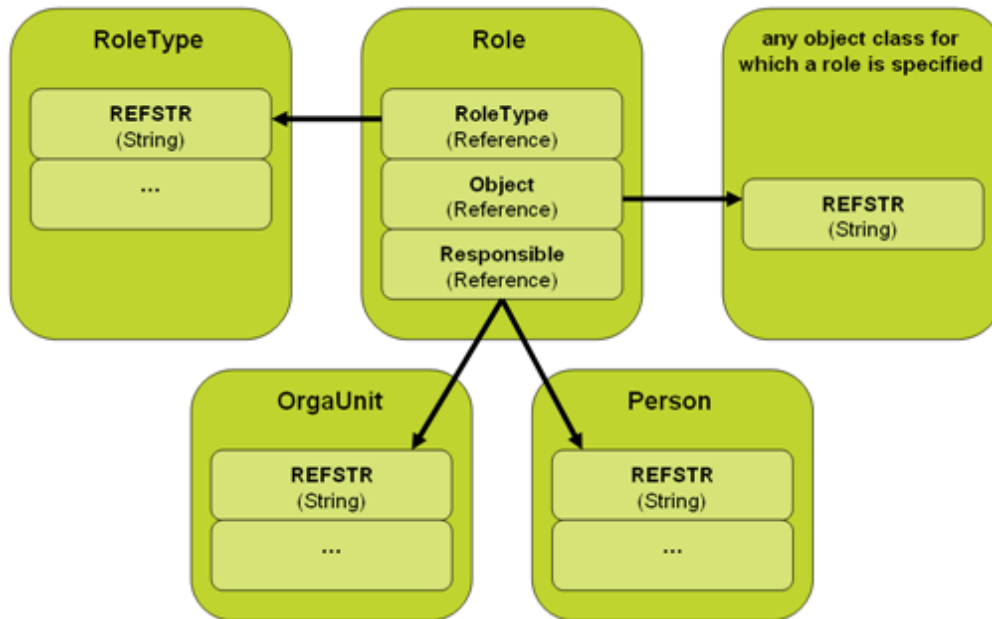 RoleType
REFSTR
(String)
...
Role
RoleType
(Reference)
Object
(Reference)
Responsible
(Reference)
any object class for
which a role is specified
REFSTR
(String)
OrgaUnit
REFSTR
(String)
...
Person
REFSTR
(String)
...